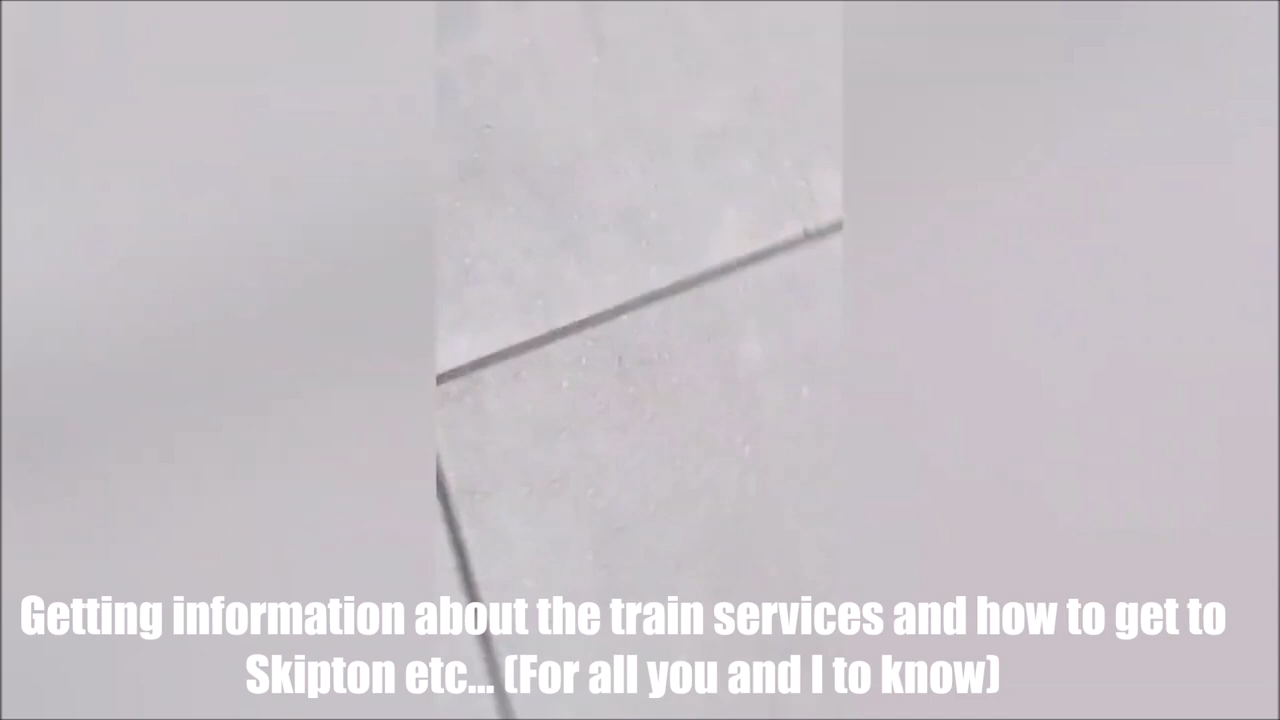 Getting information about the train services and how to get to
Skipton etc... (For all you and I to know)